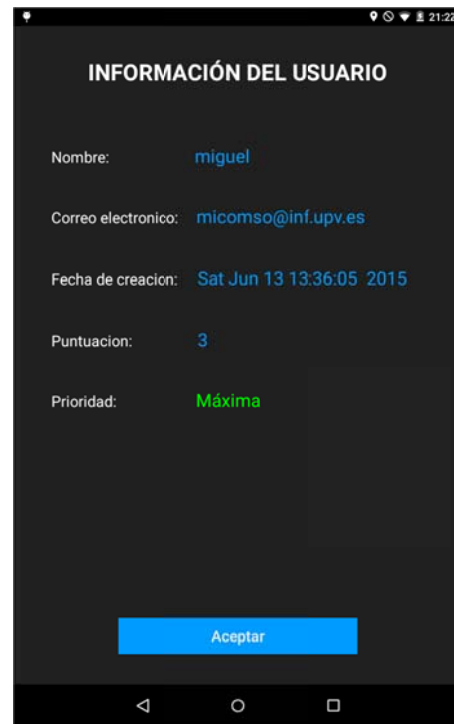 21:22
INFORMACIÓN DEL USUARIO
Nombre: miguel
Correo electronico: micomso@inf.upv.es
Fecha de creacion: Sat Jun 13 13:36:05 2015
Puntuacion: 3
Prioridad: Máxima
Aceptar